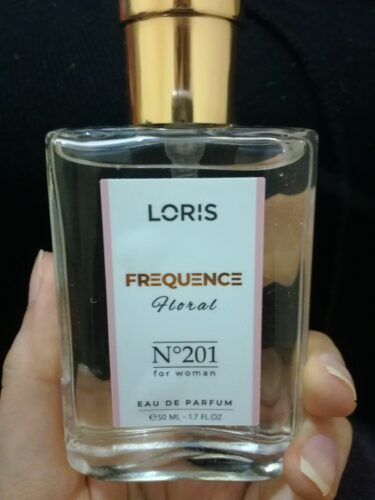 LORIS
FREQUENCE
Floral
N°201
for woman
EAU DE PARFUM
℮50 ML - 1.7 FL.OZ